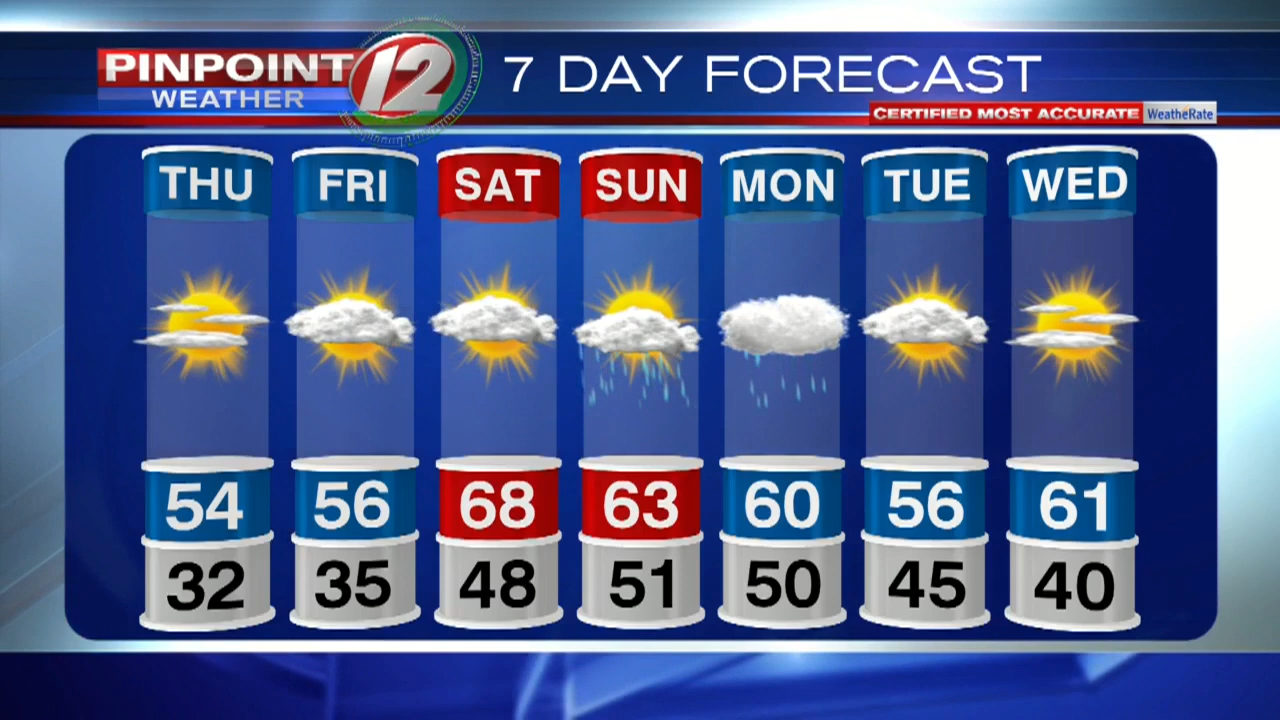 PINPOINT 12
WEATHER
7 DAY FORECAST
CERTIFIED MOST ACCURATE WeatheRate
THU FRI SAT SUN MON TUE WED
54 56 68 63 60 56 61
32 35 48 51 50 45 40